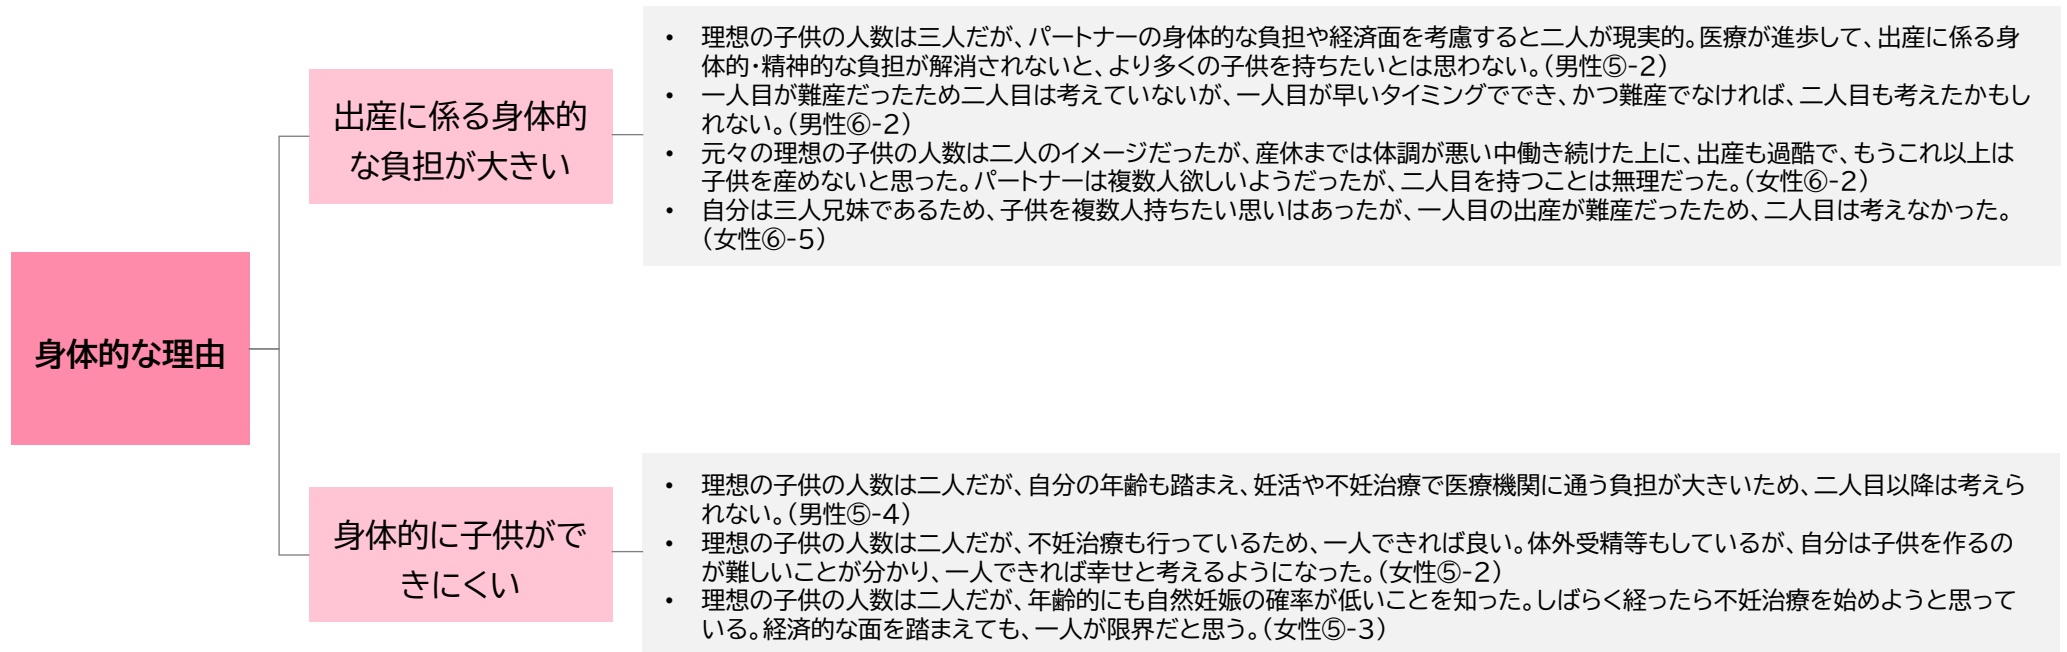 身体的な理由
出産に係る身体的
な負担が大きい
• 理想の子供の人数は三人だが、パートナーの身体的な負担や経済面を考慮すると二人が現実的。医療が進歩して、出産に係る身
体的・精神的な負担が解消されないと、より多くの子供を持ちたいとは思わない。(男性⑤-2)
• 一人目が難産だったため二人目は考えていないが、一人目が早いタイミングででき、かつ難産でなければ、二人目も考えたかもし
れない。(男性⑥-2)
• 元々の理想の子供の人数は二人のイメージだったが、産休までは体調が悪い中働き続けた上に、出産も過酷で、もうこれ以上は
子供を産めないと思った。パートナーは複数人欲しいようだったが、二人目を持つことは無理だった。(女性⑥-2)
• 自分は三人兄妹であるため、子供を複数人持ちたい思いはあったが、一人目の出産が難産だったため、二人目は考えなかった。
(女性⑥-5)
身体的に子供がで
きにくい
• 理想の子供の人数は二人だが、自分の年齢も踏まえ、妊活や不妊治療で医療機関に通う負担が大きいため、二人目以降は考えら
れない。(男性⑤-4)
• 理想の子供の人数は二人だが、不妊治療も行っているため、一人できれば良い。体外受精等もしているが、自分は子供を作るの
が難しいことが分かり、一人できれば幸せと考えるようになった。(女性⑤-2)
• 理想の子供の人数は二人だが、年齢的にも自然妊娠の確率が低いことを知った。しばらく経ったら不妊治療を始めようと思って
いる。経済的な面を踏まえても、一人が限界だと思う。(女性⑤-3)